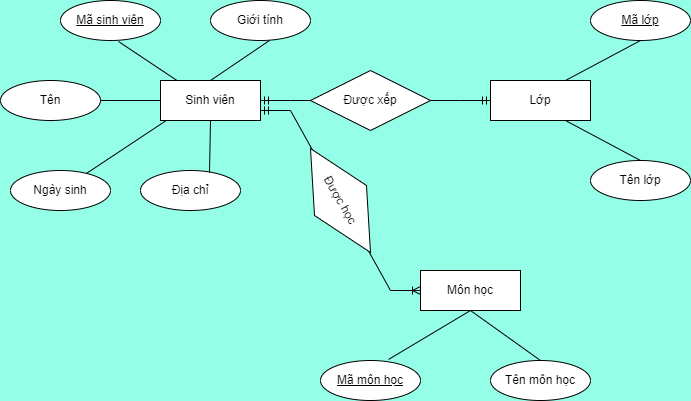 Mã sinh viên
Giới tính
Mã lớp
Tên
Sinh viên
Được xếp
Lớp
Ngày sinh
Địa chỉ
Được học
Tên lớp
Môn học
Mã môn học
Tên môn học